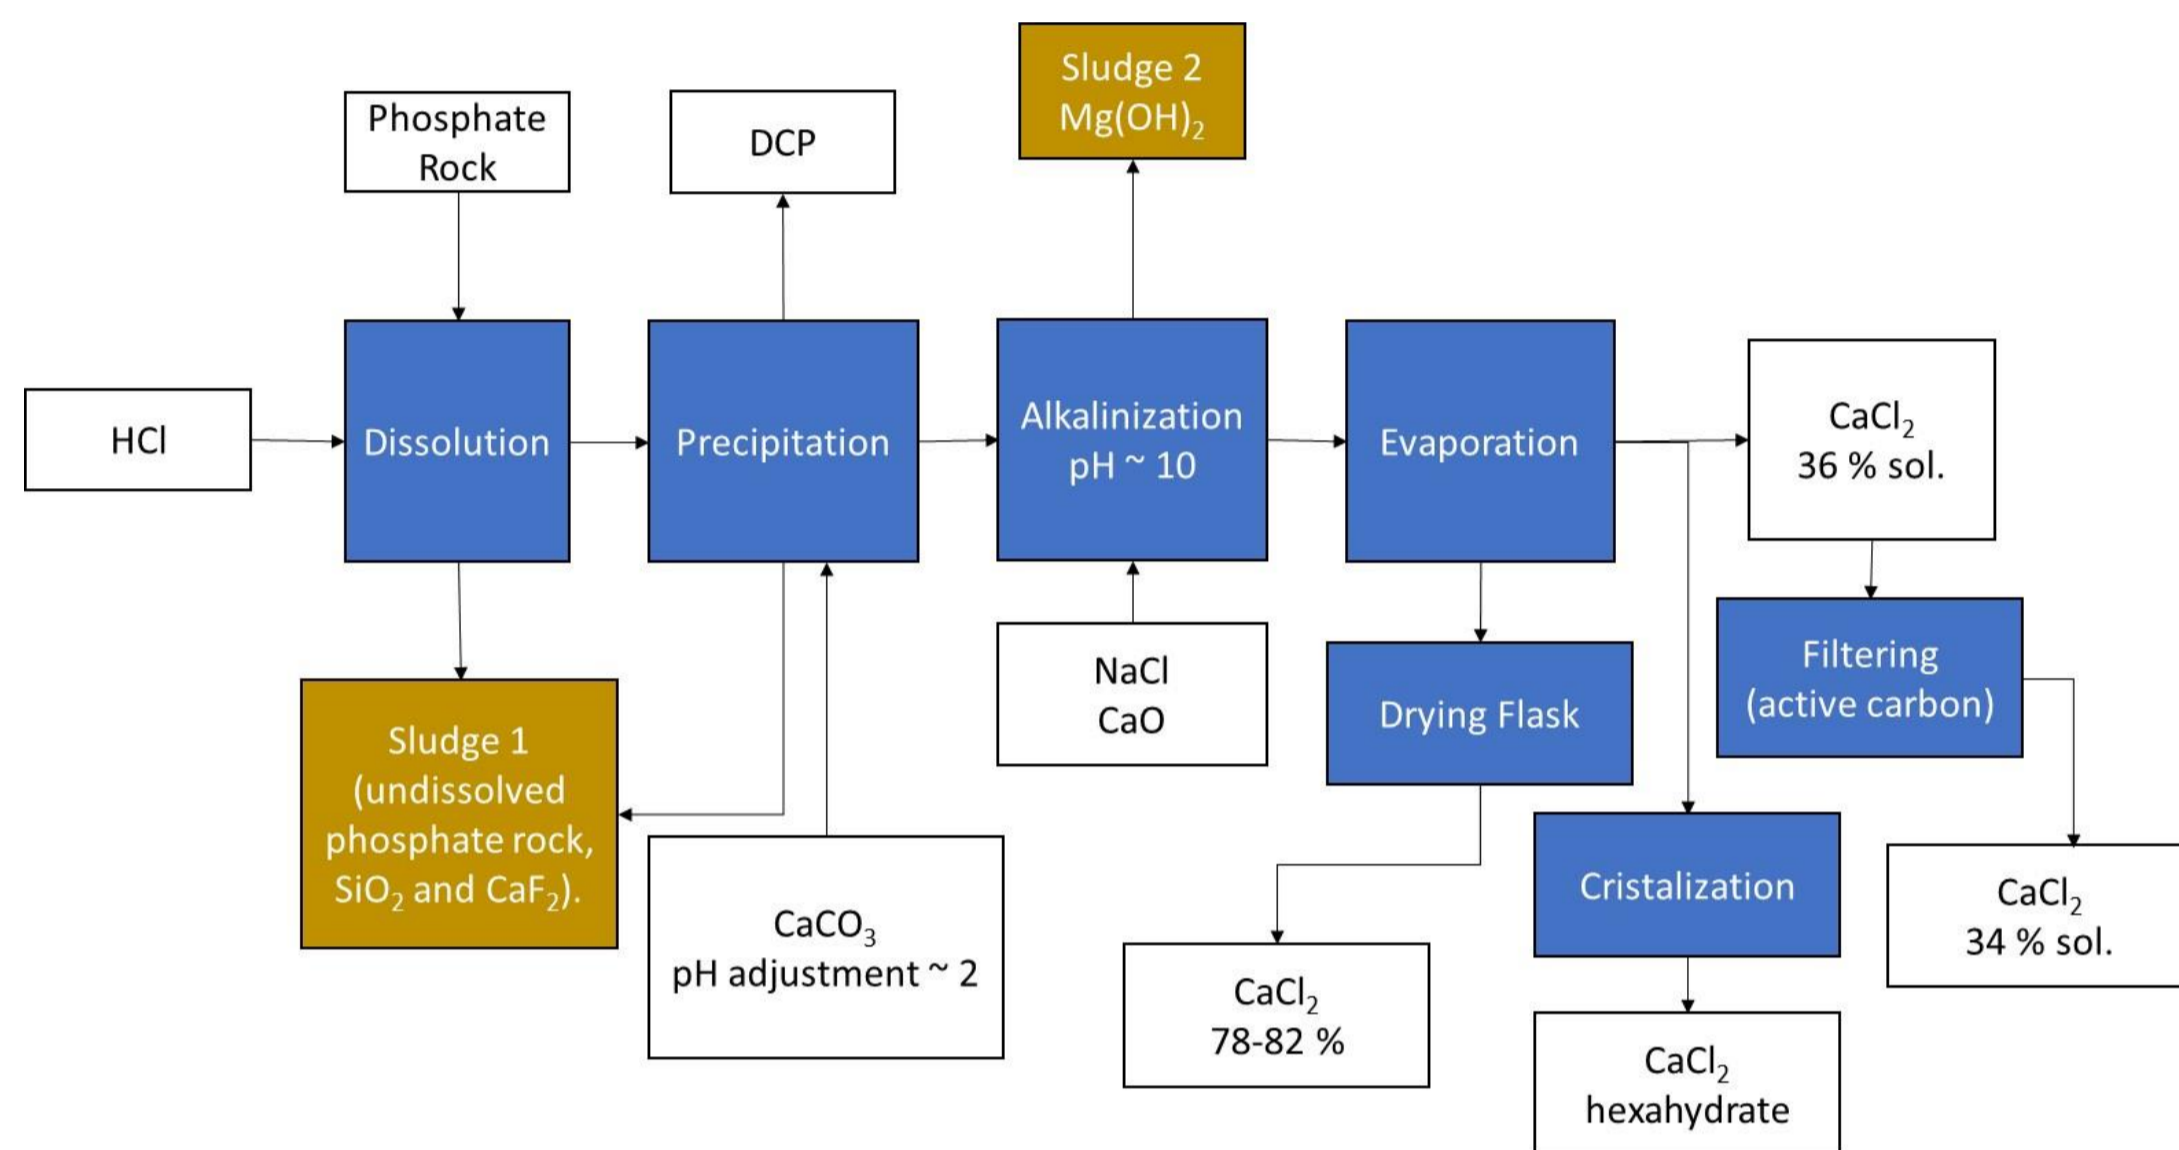 Sludge 2
Mg(OH)₂
Phosphate
Rock
DCP
HCl
Dissolution
Precipitation
Alkalinization
pH ~ 10
Evaporation
CaCl₂
36 % sol.
Filtering
(active carbon)
NaCl
CaO
Drying Flask
Sludge 1
(undissolved
phosphate rock,
SiO₂ and CaF₂).
CaCO₃
pH adjustment ~ 2
Cristalization
CaCl₂
34 % sol.
CaCl₂
78-82 %
CaCl₂
hexahydrate